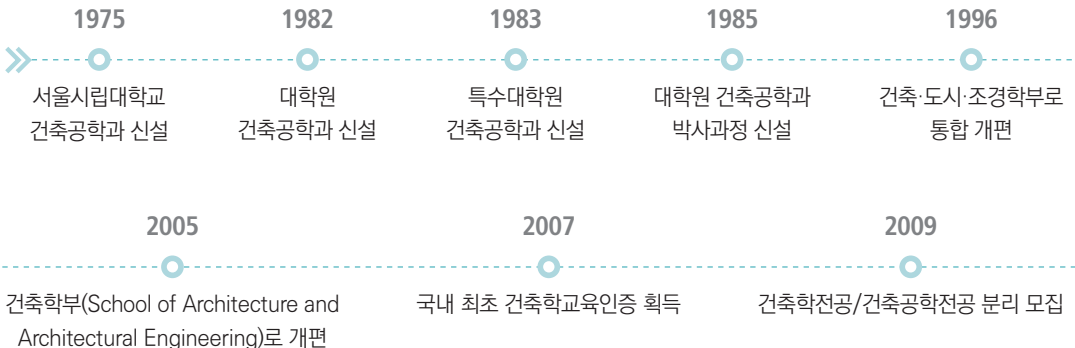 1975
1982
1983
1985
1996
서울시립대학교
건축공학과 신설
대학원
건축공학과 신설
특수대학원
건축공학과 신설
대학원 건축공학과
박사과정 신설
건축·도시·조경학부로
통합 개편
2005
2007
2009
건축학부(School of Architecture and
Architectural Engineering)로 개편
국내 최초 건축학교육인증 획득
건축학전공/건축공학전공 분리 모집